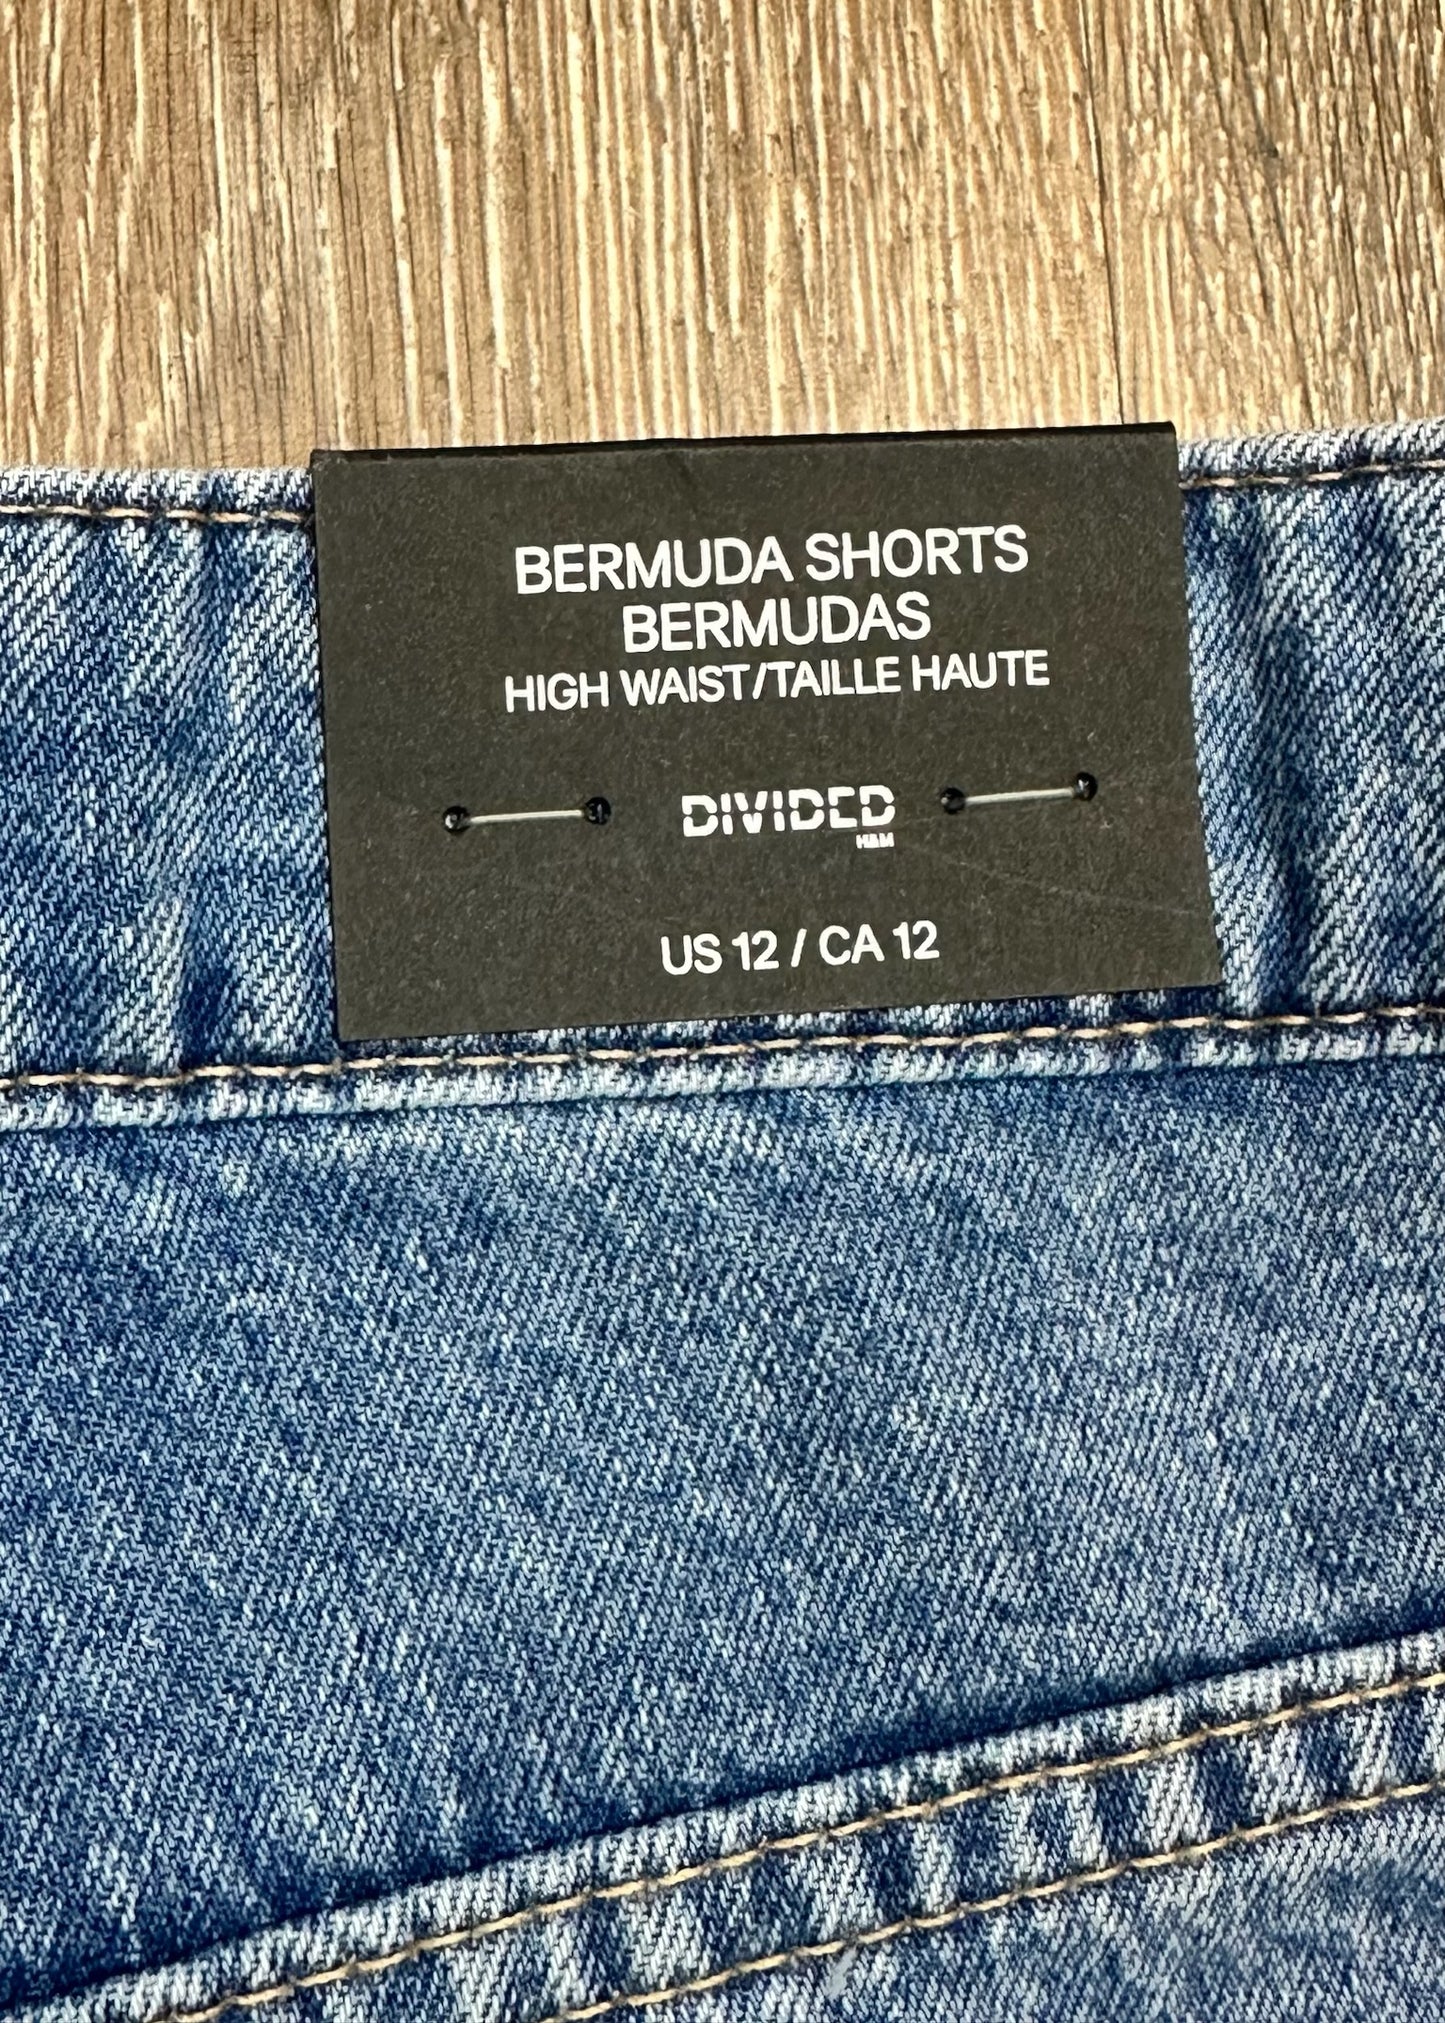 BERMUDA SHORTS
BERMUDAS
HIGH WAIST/TAILLE HAUTE
DIVIDED
H&M
US 12 / CA 12